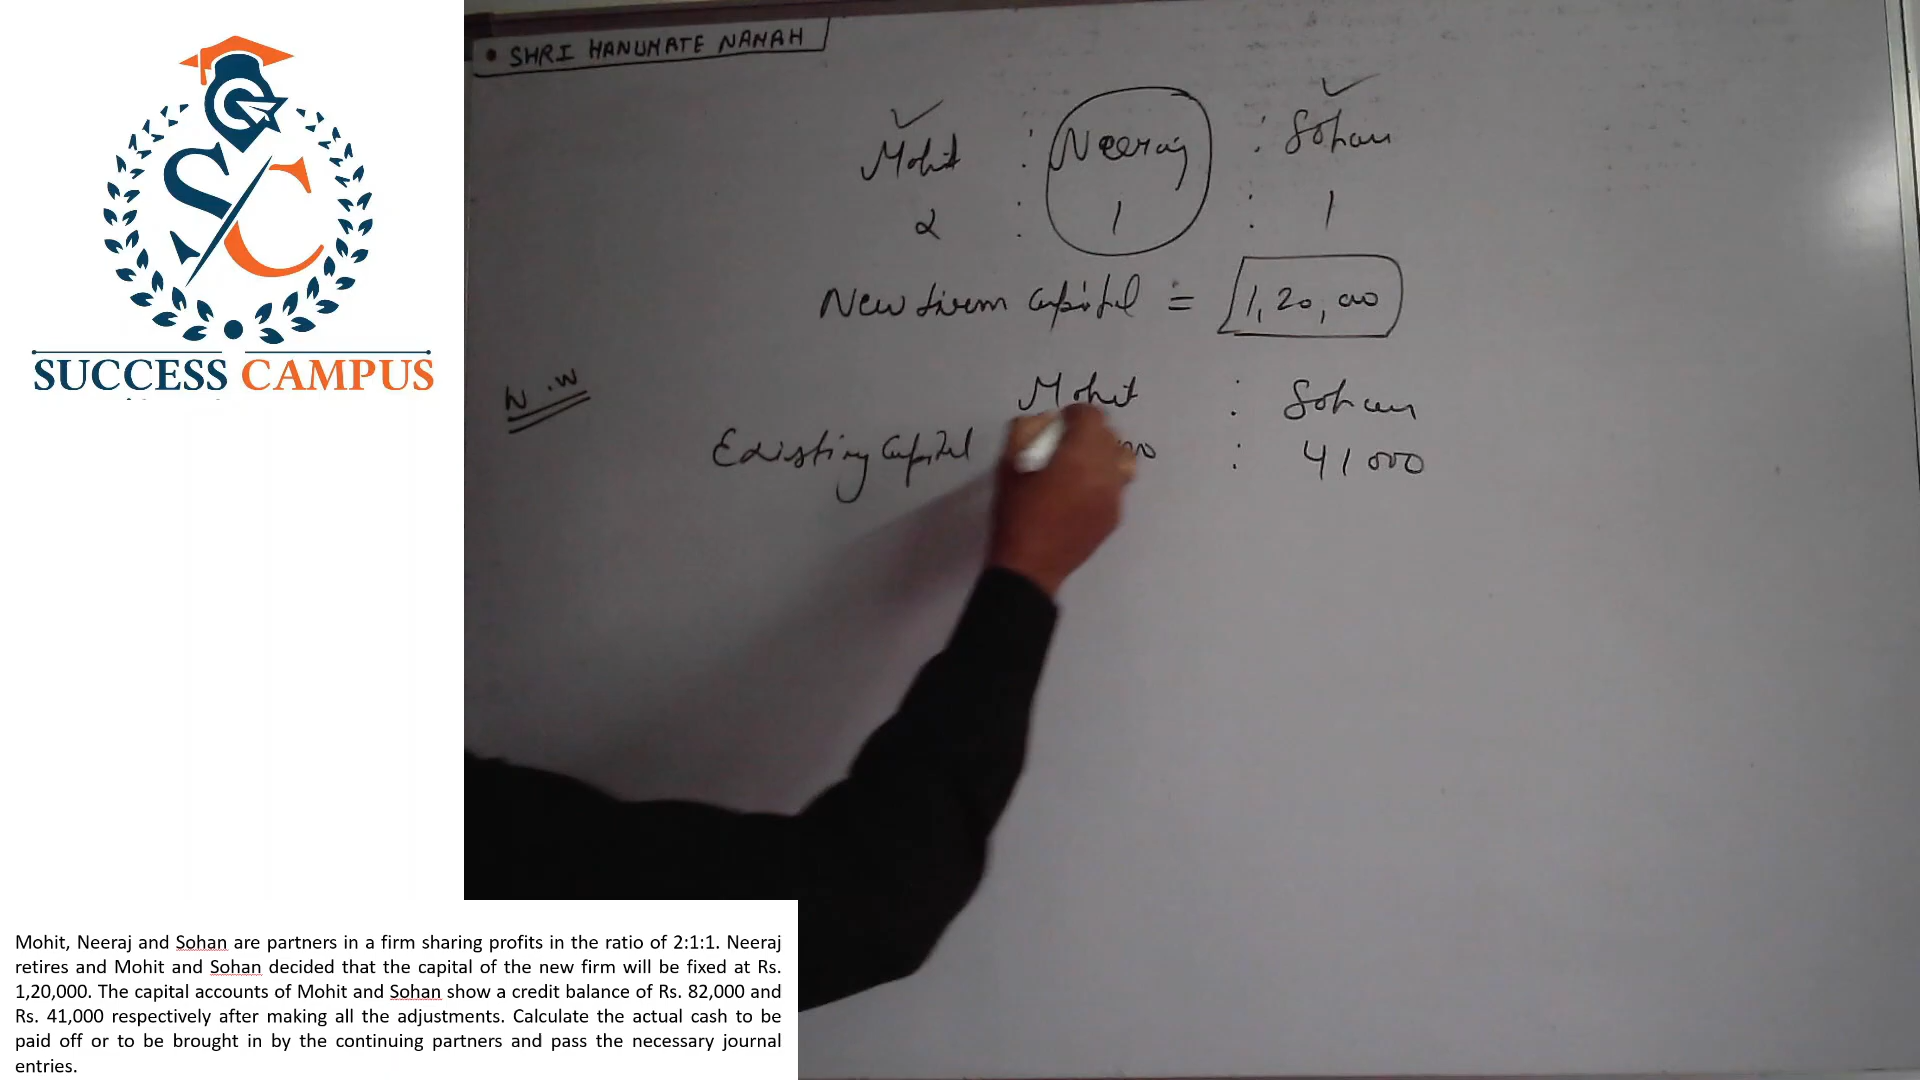 • SHRI HANUMATE NAMAH
Mohit : Neeraj : Sohan
2 : 1 : 1
New firm capital = 1,20,000
N.W
Mohit : Sohan
Existing Capital : 41000
SC
SUCCESS CAMPUS
Mohit, Neeraj and Sohan are partners in a firm sharing profits in the ratio of 2:1:1. Neeraj
retires and Mohit and Sohan decided that the capital of the new firm will be fixed at Rs.
1,20,000. The capital accounts of Mohit and Sohan show a credit balance of Rs. 82,000 and
Rs. 41,000 respectively after making all the adjustments. Calculate the actual cash to be
paid off or to be brought in by the continuing partners and pass the necessary journal
entries.